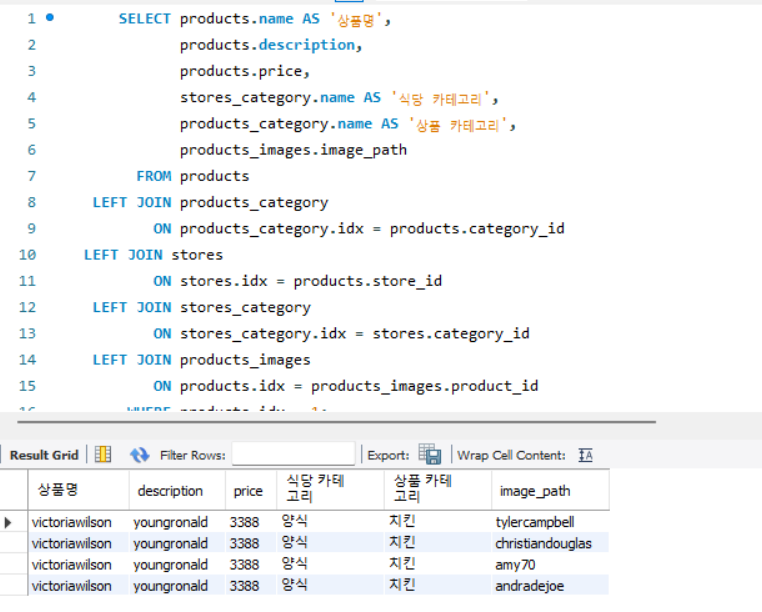 1 SELECT products.name AS '상품명',
2 products.description,
3 products.price,
4 stores_category.name AS '식당 카테고리',
5 products_category.name AS '상품 카테고리',
6 products_images.image_path
7 FROM products
8 LEFT JOIN products_category
9 ON products_category.idx = products.category_id
10 LEFT JOIN stores
11 ON stores.idx = products.store_id
12 LEFT JOIN stores_category
13 ON stores_category.idx = stores.category_id
14 LEFT JOIN products_images
15 ON products.idx = products_images.product_id
Result Grid Filter Rows: Export: Wrap Cell Content:
상품명 description price 식당 카테고리 상품 카테고리 image_path
victoriawilson youngronald 3388 양식 치킨 tylercampbell
victoriawilson youngronald 3388 양식 치킨 christiandouglas
victoriawilson youngronald 3388 양식 치킨 amy70
victoriawilson youngronald 3388 양식 치킨 andradejoe